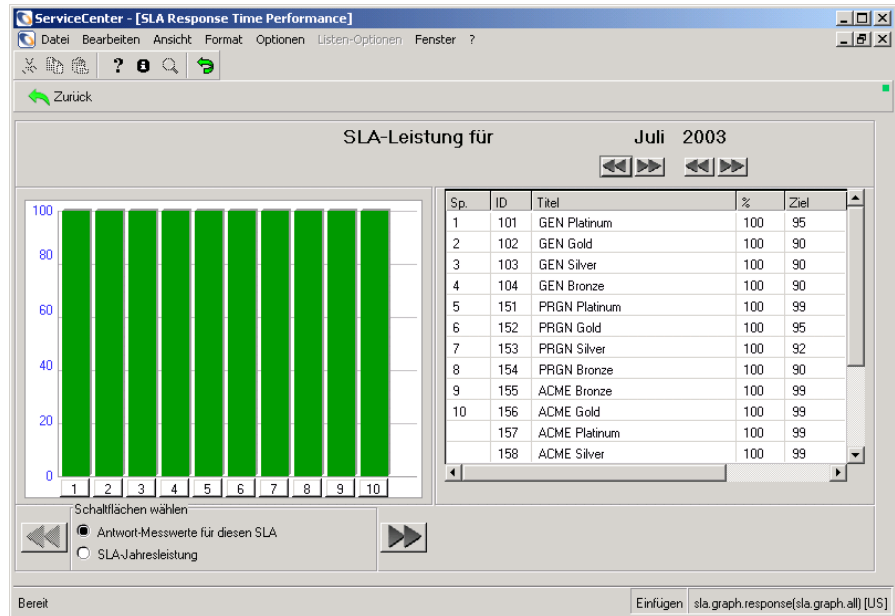 ServiceCenter - [SLA Response Time Performance]
Datei Bearbeiten Ansicht Format Optionen Listen-Optionen Fenster ?
Zurück
SLA-Leistung für Juli 2003
100
80
60
40
20
0
1 2 3 4 5 6 7 8 9 10
Sp. ID Titel % Ziel
1 101 GEN Platinum 100 95
2 102 GEN Gold 100 90
3 103 GEN Silver 100 90
4 104 GEN Bronze 100 90
5 151 PRGN Platinum 100 99
6 152 PRGN Gold 100 95
7 153 PRGN Silver 100 92
8 154 PRGN Bronze 100 90
9 155 ACME Bronze 100 99
10 156 ACME Gold 100 99
157 ACME Platinum 100 99
158 ACME Silver 100 99
Schaltflächen wählen
Antwort-Messwerte für diesen SLA
SLA-Jahresleistung
Bereit Einfügen sla.graph.response(sla.graph.all) [US]